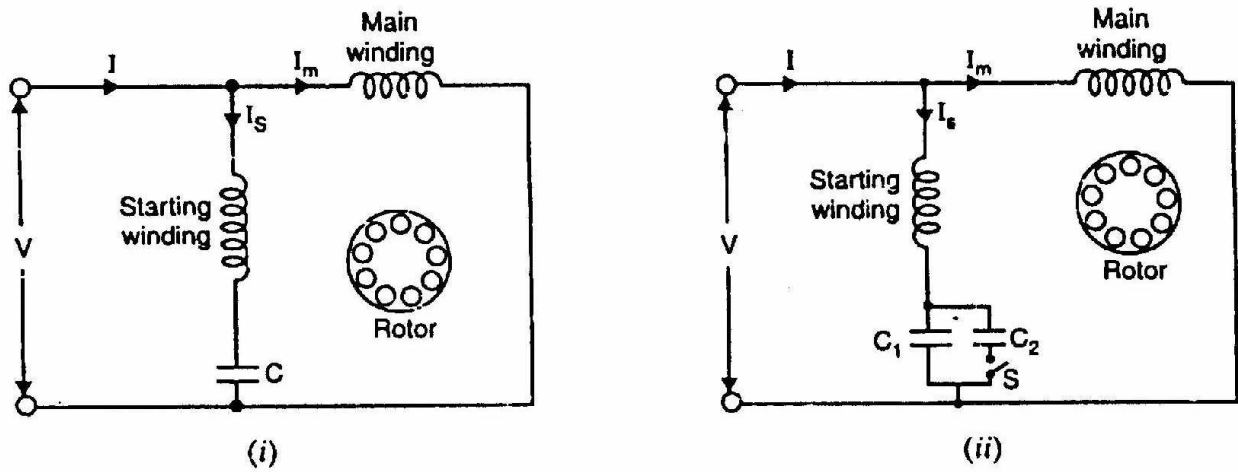 Main
winding
I
I_m
I_S
Starting
winding
V
Rotor
C
(i)
Main
winding
I
I_m
I_s
Starting
winding
V
Rotor
C_1
C_2
S
(ii)